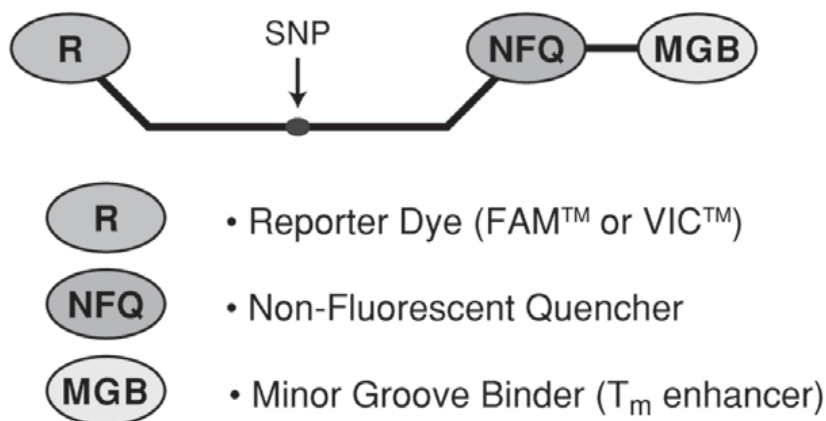 R SNP NFQ MGB
R • Reporter Dye (FAM™ or VIC™)
NFQ • Non-Fluorescent Quencher
MGB • Minor Groove Binder (Tm enhancer)